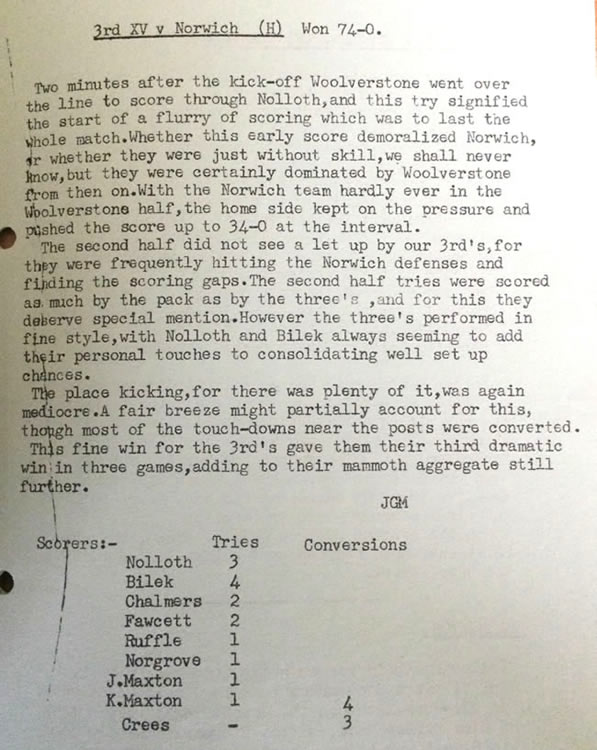 3rd XV v Norwich (H) Won 74-0.
Two minutes after the kick-off Woolverstone went over
the line to score through Nolloth,and this try signified
the start of a flurry of scoring which was to last the
whole match.Whether this early score demoralized Norwich,
or whether they were just without skill,we shall never
know,but they were certainly dominated by Woolverstone
from then on.With the Norwich team hardly ever in the
Woolverstone half,the home side kept on the pressure and
pushed the score up to 34-0 at the interval.
The second half did not see a let up by our 3rd's,for
they were frequently hitting the Norwich defenses and
finding the scoring gaps.The second half tries were scored
as much by the pack as by the three's ,and for this they
deserve special mention.However the three's performed in
fine style,with Nolloth and Bilek always seeming to add
their personal touches to consolidating well set up
chances.
The place kicking,for there was plenty of it,was again
mediocre.A fair breeze might partially account for this,
though most of the touch-downs near the posts were converted.
This fine win for the 3rd's gave them their third dramatic
win in three games,adding to their mammoth aggregate still
further.
JGM
Scorers:- Tries Conversions
Nolloth 3
Bilek 4
Chalmers 2
Fawcett 2
Ruffle 1
Norgrove 1
J.Maxton 1
K.Maxton 1 4
Crees - 3